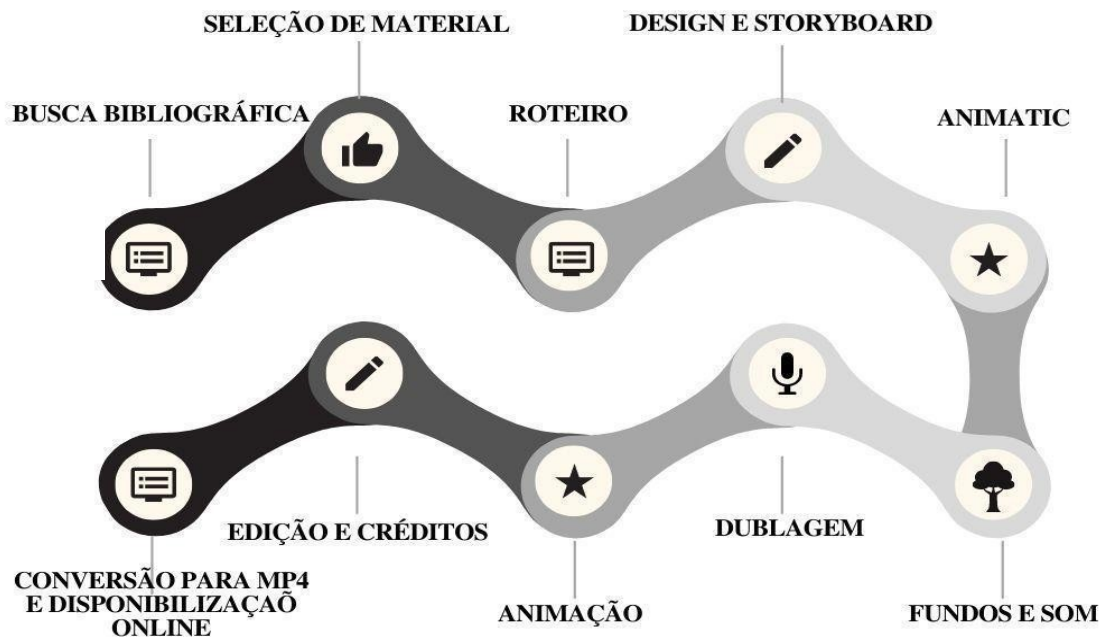 SELEÇÃO DE MATERIAL
DESIGN E STORYBOARD
BUSCA BIBLIOGRÁFICA
ROTEIRO
ANIMATIC
EDIÇÃO E CRÉDITOS
DUBLAGEM
CONVERSÃO PARA MP4
E DISPONIBILIZAÇAÕ
ONLINE
ANIMAÇÃO
FUNDOS E SOM